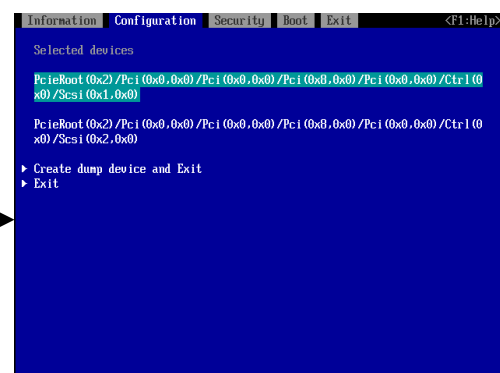 Information Configuration Security Boot Exit <F1:Help>
Selected devices
PcieRoot(0x2)/Pci(0x0,0x0)/Pci(0x0,0x0)/Pci(0x8,0x0)/Pci(0x0,0x0)/Ctrl(0
x0)/Scsi(0x1,0x0)
PcieRoot(0x2)/Pci(0x0,0x0)/Pci(0x0,0x0)/Pci(0x8,0x0)/Pci(0x0,0x0)/Ctrl(0
x0)/Scsi(0x2,0x0)
Create dump device and Exit
Exit